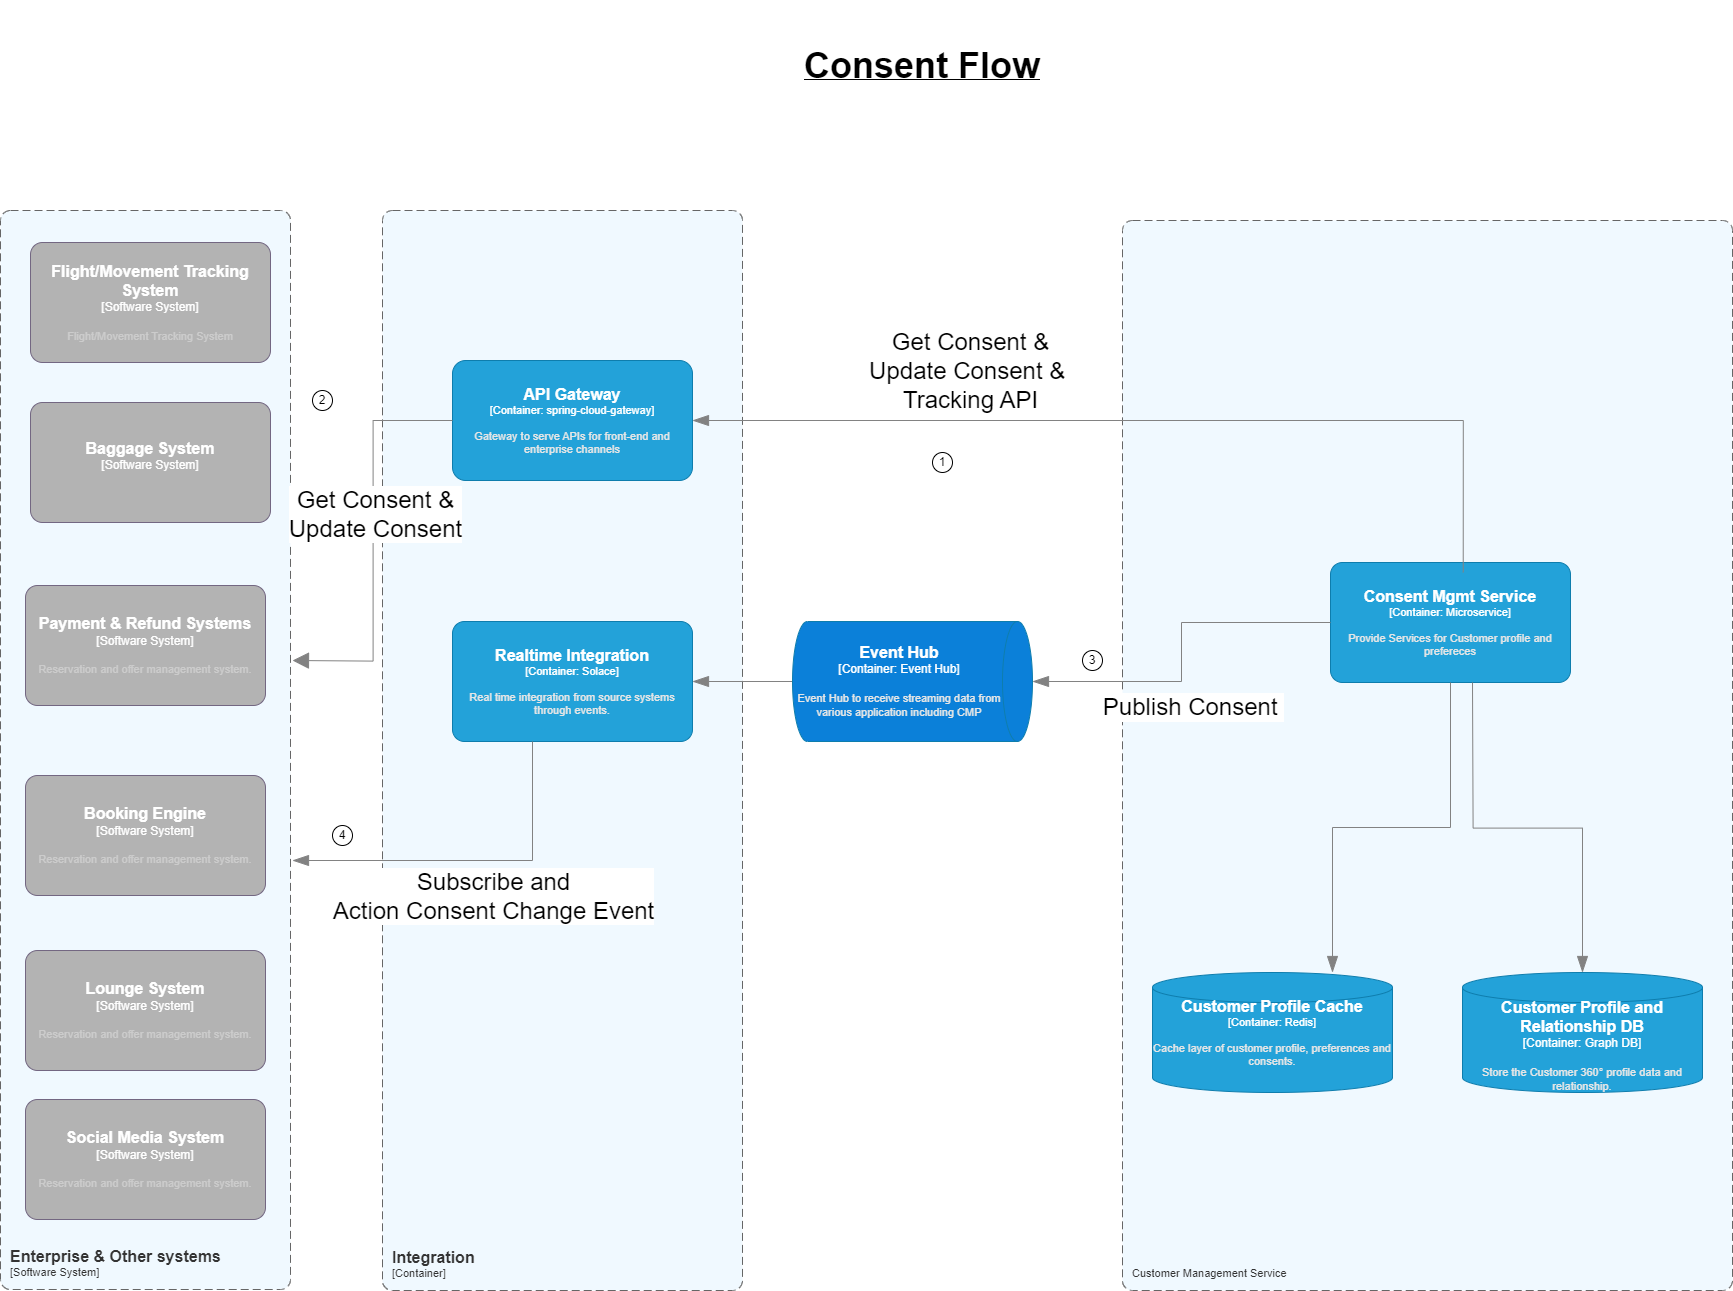 Consent Flow
Flight/Movement Tracking
System
[Software System]
Flight/Movement Tracking System
Baggage System
[Software System]
Payment & Refund Systems
[Software System]
Reservation and offer management system.
Booking Engine
[Software System]
Reservation and offer management system.
Lounge System
[Software System]
Reservation and offer management system.
Social Media System
[Software System]
Reservation and offer management system.
Enterprise & Other systems
[Software System]
2
Get Consent &
Update Consent
API Gateway
[Container: spring-cloud-gateway]
Gateway to serve APIs for front-end and
enterprise channels
Realtime Integration
[Container: Solace]
Real time integration from source systems
through events.
4
Subscribe and
Action Consent Change Event
Integration
[Container]
Get Consent &
Update Consent &
Tracking API
1
Event Hub
[Container: Event Hub]
Event Hub to receive streaming data from
various application including CMP
3
Publish Consent
Consent Mgmt Service
[Container: Microservice]
Provide Services for Customer profile and
prefereces
Customer Profile Cache
[Container: Redis]
Cache layer of customer profile, preferences and
consents.
Customer Profile and
Relationship DB
[Container: Graph DB]
Store the Customer 360° profile data and
relationship.
Customer Management Service